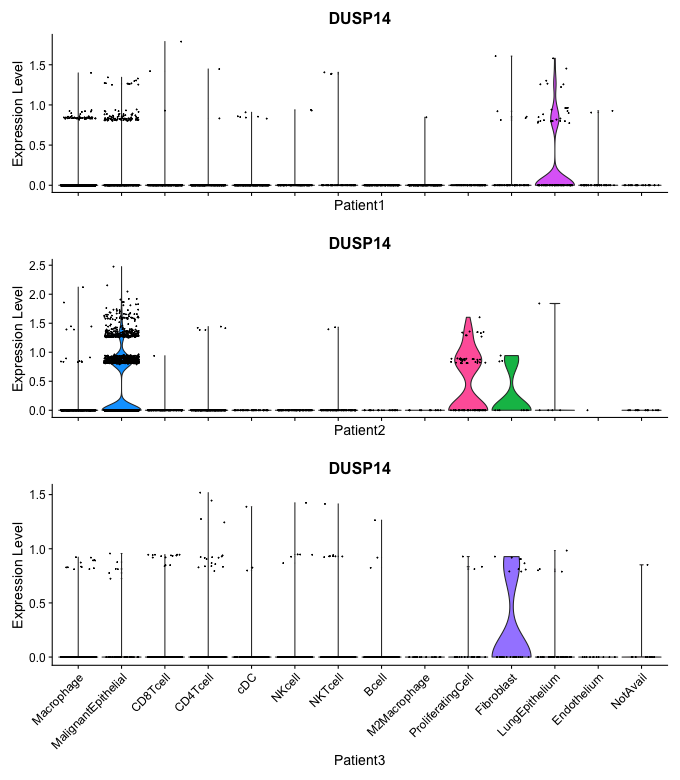 DUSP14
Expression Level
1.5
1.0
0.5
0.0
Patient1
DUSP14
Expression Level
2.5
2.0
1.5
1.0
0.5
0.0
Patient2
DUSP14
Expression Level
1.5
1.0
0.5
0.0
Macrophage
MalignantEpithelial
CD8Tcell
CD4Tcell
cDC
NKcell
NKTcell
Bcell
M2Macrophage
ProliferatingCell
Fibroblast
LungEpithelium
Endothelium
NotAvail
Patient3